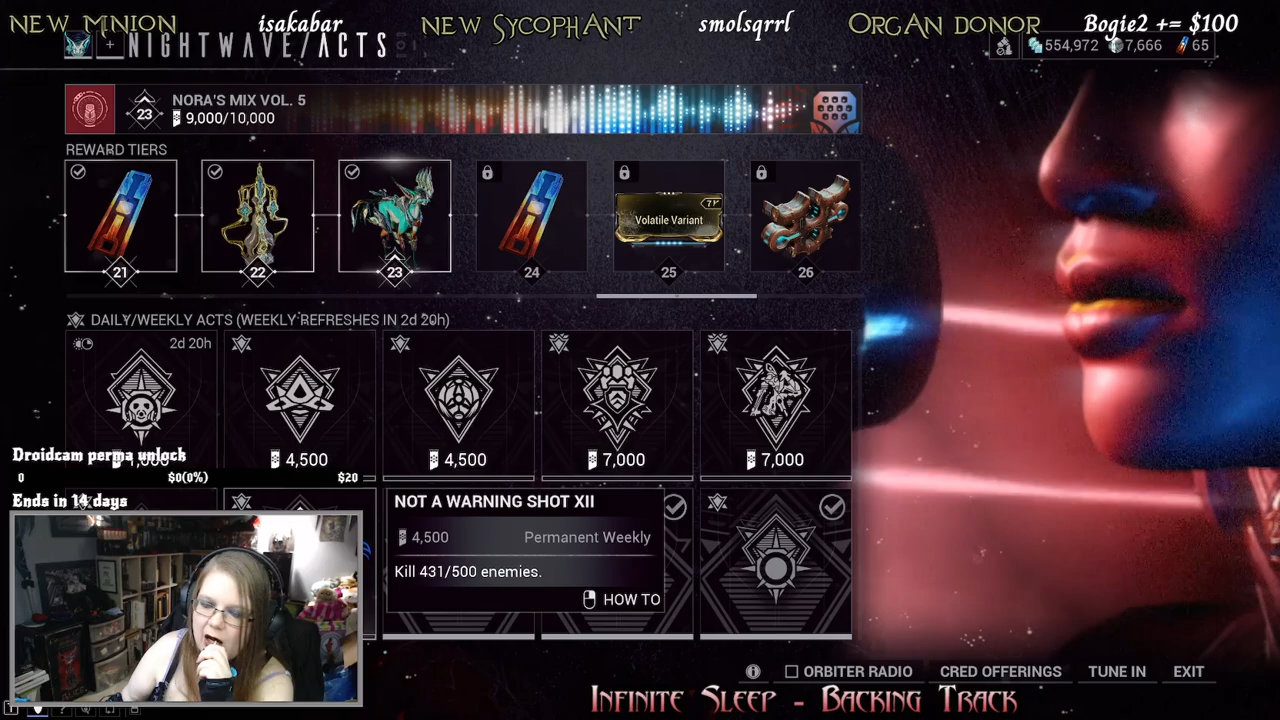 NEW MINION isakabar NEW SYCOPHANT smolsqrrl ORGAN DONOR Bogie2 += $100
+ NIGHTWAVE/ACTS
554,972 7,666 65
23 NORA'S MIX VOL. 5
9,000/10,000
REWARD TIERS
Volatile Variant
21 22 23 24 25 26
DAILY/WEEKLY ACTS (WEEKLY REFRESHES IN 2d 20h)
2d 20h
4,500 4,500 7,000 7,000
Droidcam perma unlock
0 $0(0%) $20
Ends in 14 days
NOT A WARNING SHOT XII
4,500 Permanent Weekly
Kill 431/500 enemies.
HOW TO
ORBITER RADIO CRED OFFERINGS TUNE IN EXIT
INFINITE SLEEP - BACKING TRACK